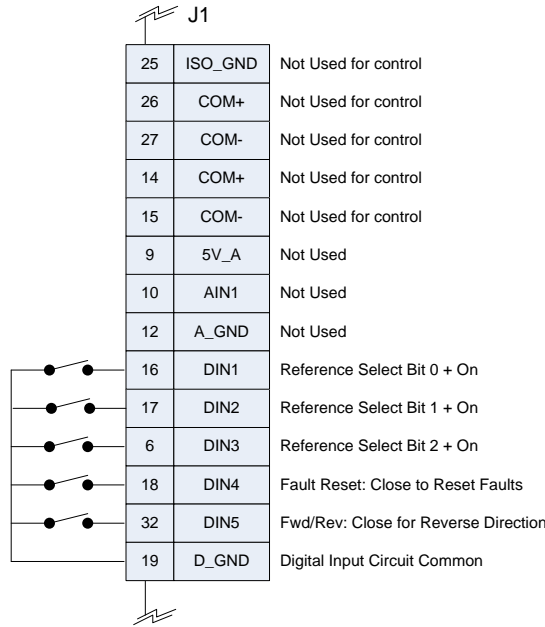 J1
25 ISO_GND Not Used for control
26 COM+ Not Used for control
27 COM- Not Used for control
14 COM+ Not Used for control
15 COM- Not Used for control
9 5V_A Not Used
10 AIN1 Not Used
12 A_GND Not Used
16 DIN1 Reference Select Bit 0 + On
17 DIN2 Reference Select Bit 1 + On
6 DIN3 Reference Select Bit 2 + On
18 DIN4 Fault Reset: Close to Reset Faults
32 DIN5 Fwd/Rev: Close for Reverse Direction
19 D_GND Digital Input Circuit Common